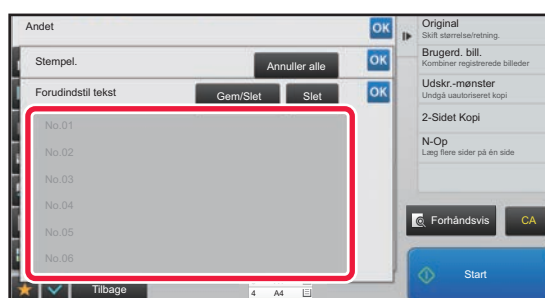 Andet
OK
Stempel.
Annuller alle
OK
Forudindstil tekst
Gem/Slet
Slet
OK
No.01
No.02
No.03
No.04
No.05
No.06
Tilbage
4 A4
Original
Skift størrelse/retning.
Brugerd. bill.
Kombiner registrerede billeder
Udskr.-mønster
Undgå uautoriseret kopi
2-Sidet Kopi
N-Op
Læg flere sider på én side
Forhåndsvis
CA
Start